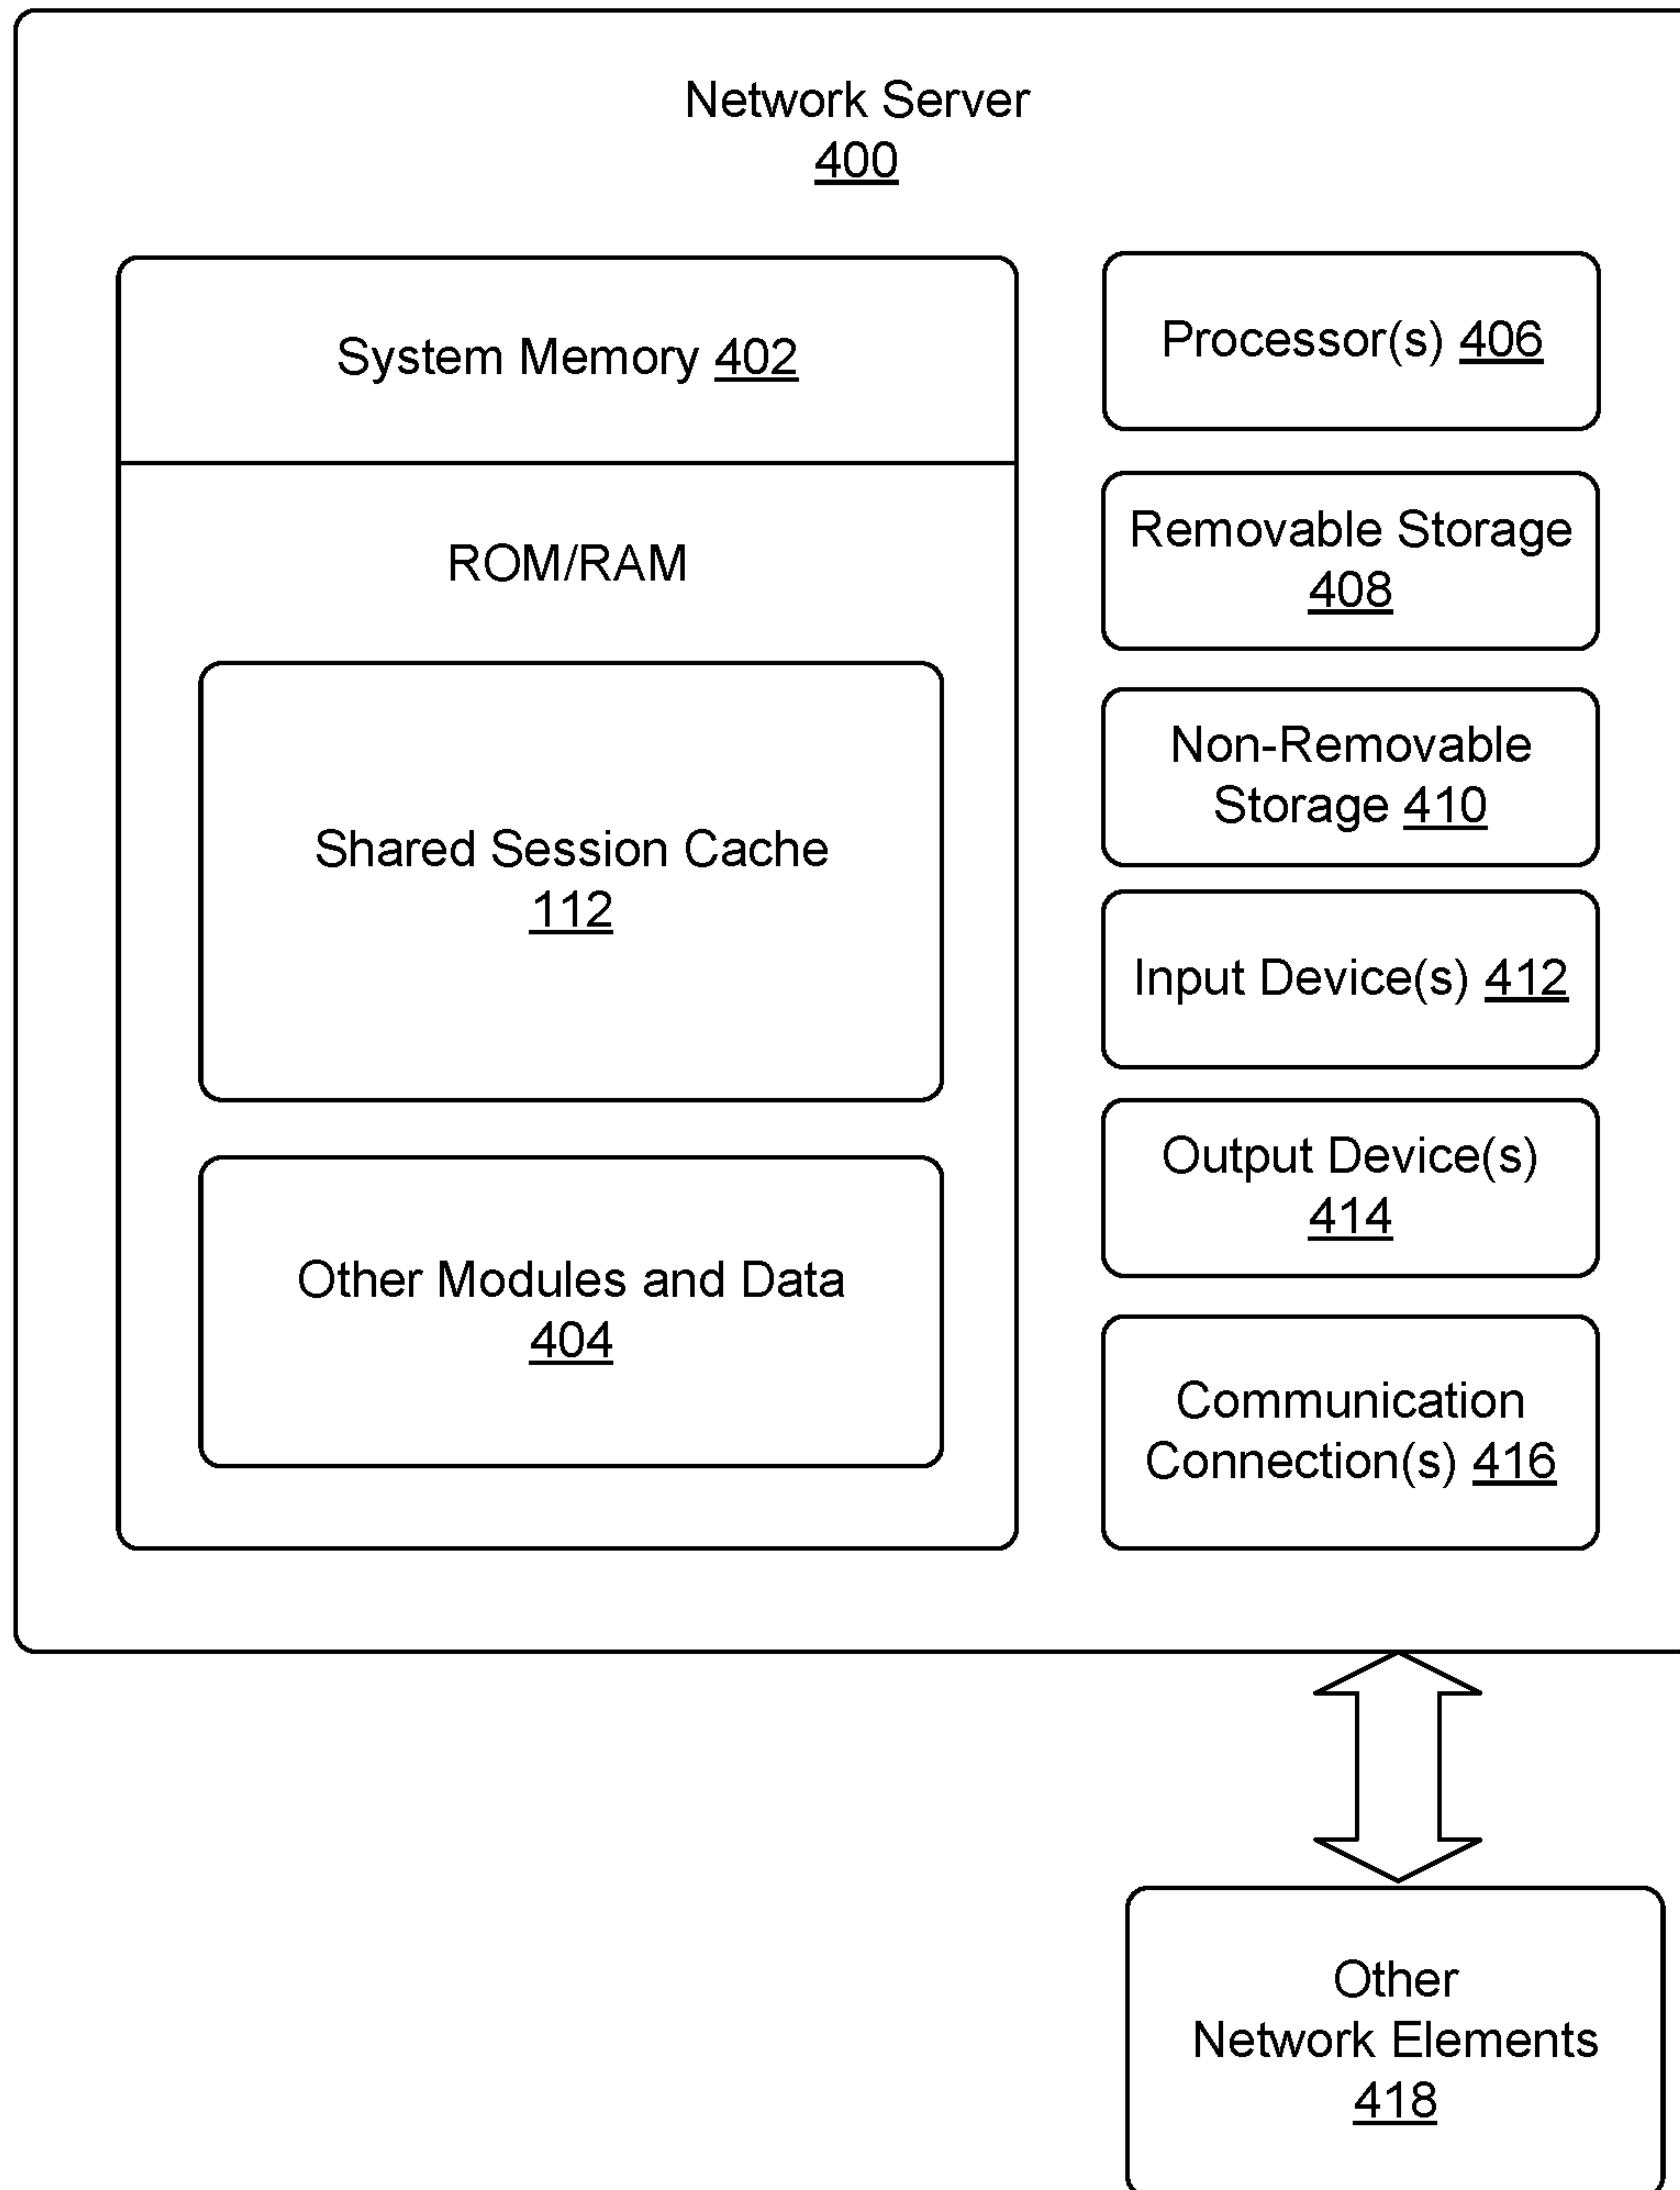 Network Server
400
System Memory 402
ROM/RAM
Shared Session Cache
112
Other Modules and Data
404
Processor(s) 406
Removable Storage
408
Non-Removable
Storage 410
Input Device(s) 412
Output Device(s)
414
Communication
Connection(s) 416
Other
Network Elements
418